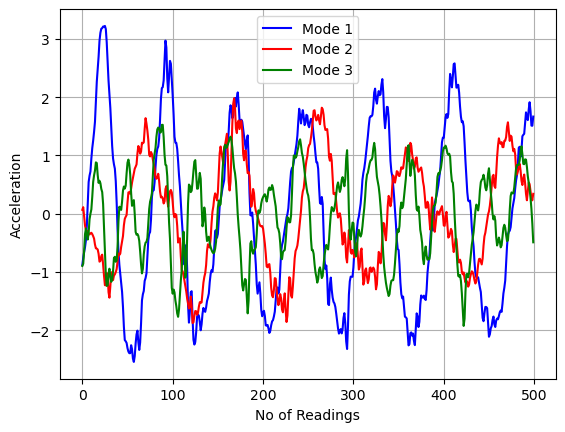 Mode 1
Mode 2
Mode 3
3
2
1
0
−1
−2
Acceleration
0
100
200
300
400
500
No of Readings